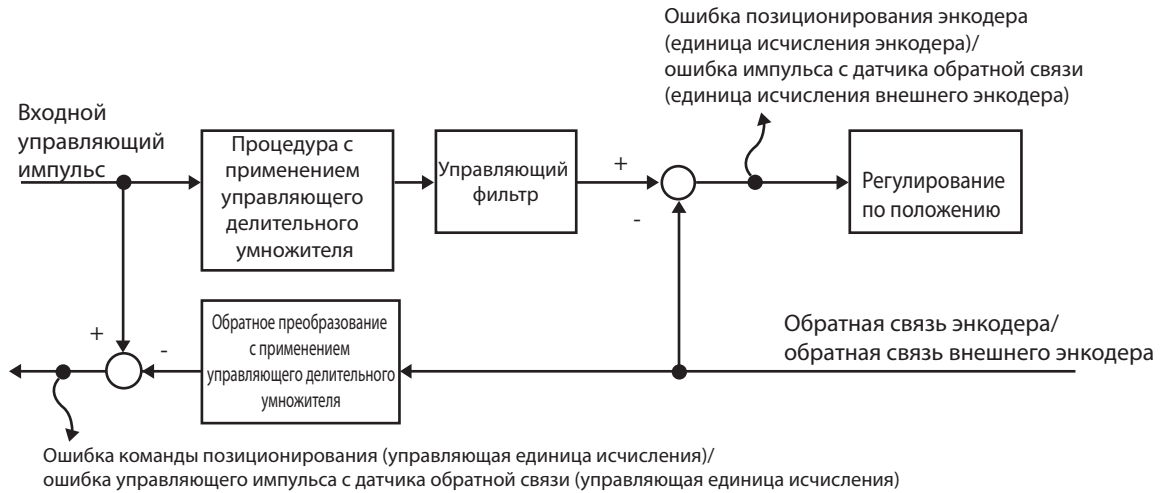 Ошибка позиционирования энкодера
(единица исчисления энкодера)/
ошибка импульса с датчика обратной связи
(единица исчисления внешнего энкодера)
Входной
управляющий
импульс
Процедура с
применением
управляющего
делительного
умножителя
Управляющий
фильтр
+
-
Регулирование
по положению
Обратное преобразование
с применением
управляющего делительного
умножителя
+
-
Обратная связь энкодера/
обратная связь внешнего энкодера
Ошибка команды позиционирования (управляющая единица исчисления)/
ошибка управляющего импульса с датчика обратной связи (управляющая единица исчисления)